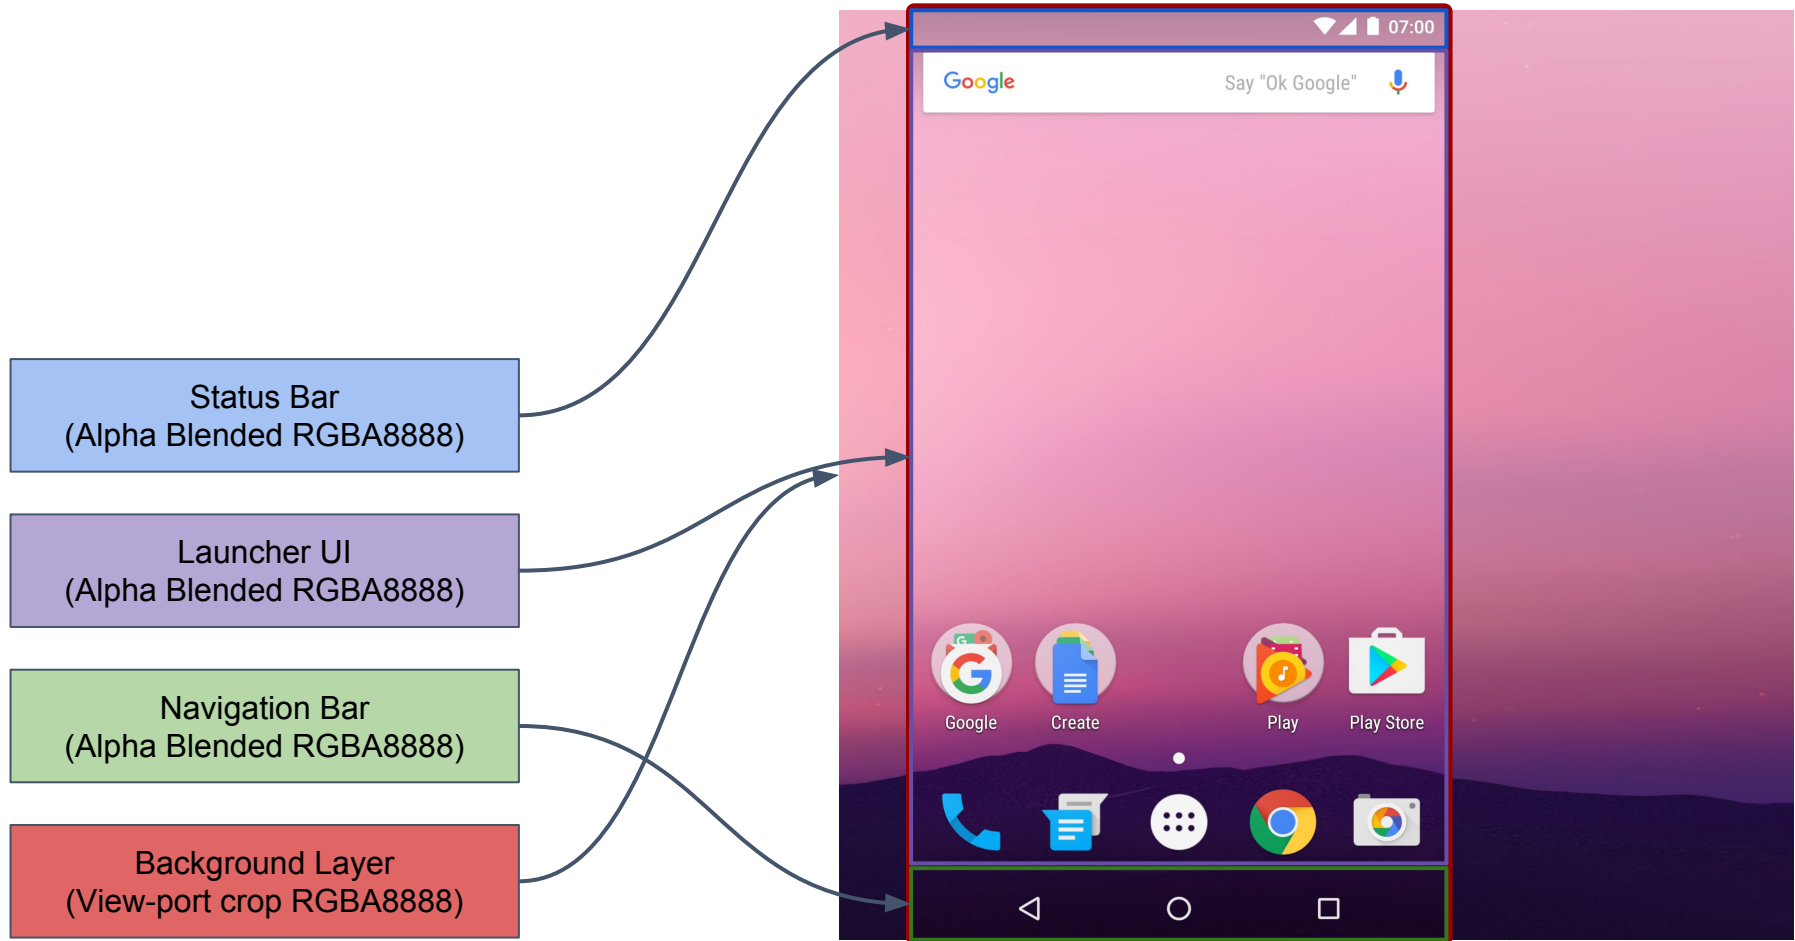 07:00
Google
Say "Ok Google"
Status Bar
(Alpha Blended RGBA8888)
Launcher UI
(Alpha Blended RGBA8888)
Navigation Bar
(Alpha Blended RGBA8888)
Background Layer
(View-port crop RGBA8888)
G
G
Google
Create
Play
Play Store